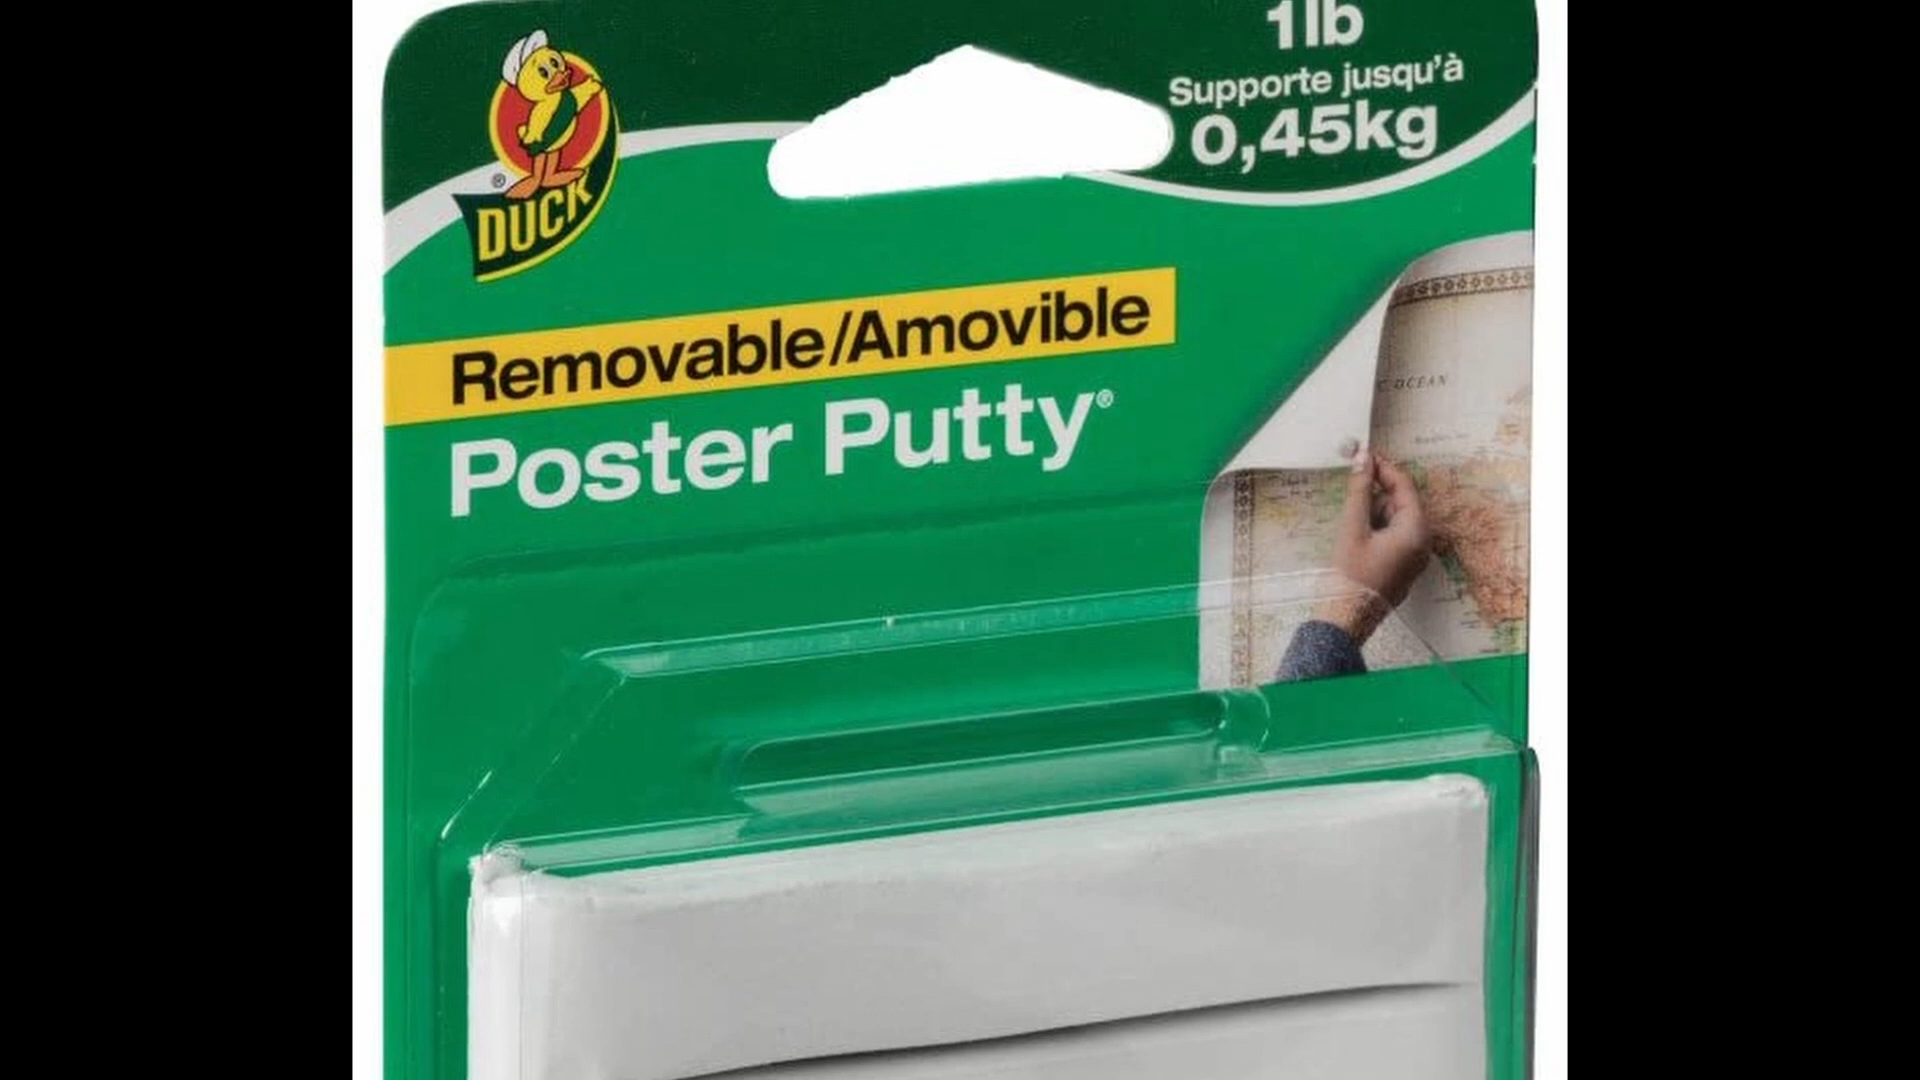 1lb
Supporte jusqu'à
0,45kg
DUCK®
Removable/Amovible
Poster Putty®
OCEAN